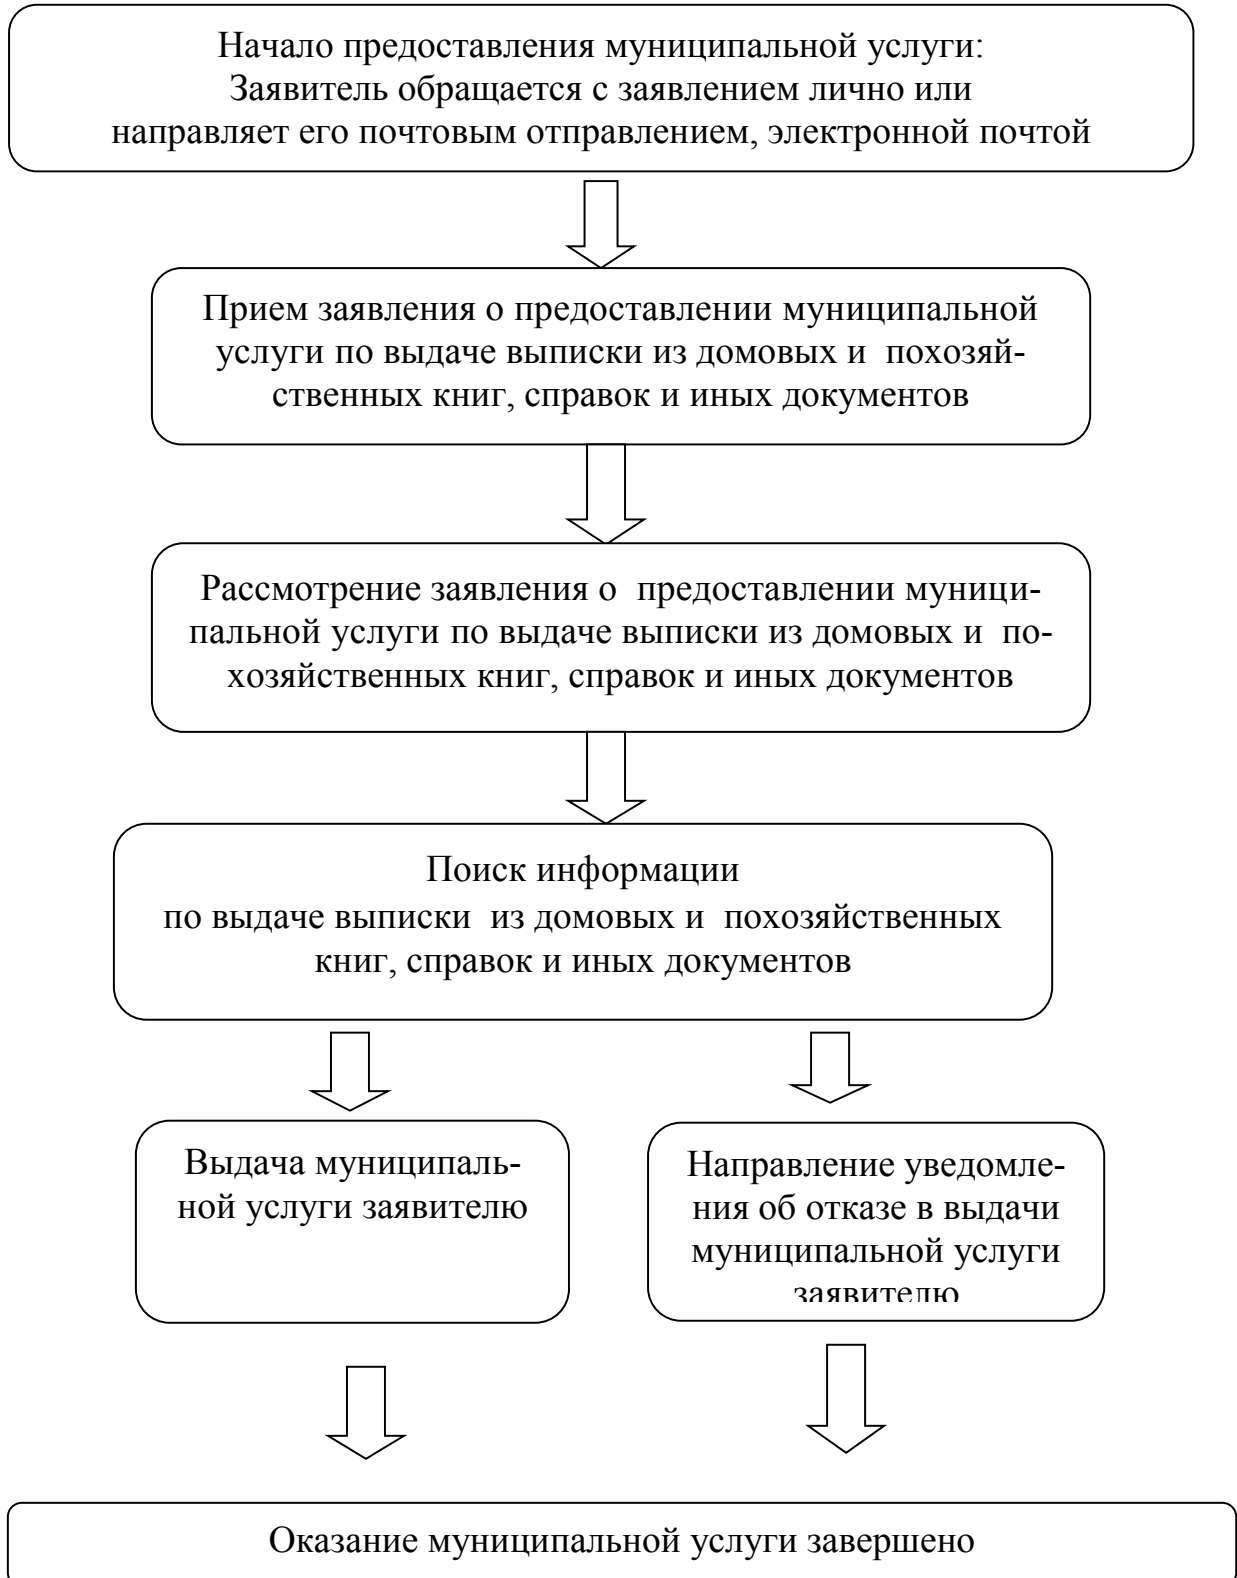 Начало предоставления муниципальной услуги:
Заявитель обращается с заявлением лично или
направляет его почтовым отправлением, электронной почтой
Прием заявления о предоставлении муниципальной
услуги по выдаче выписки из домовых и  похозяй-
ственных книг, справок и иных документов
Рассмотрение заявления о  предоставлении муници-
пальной услуги по выдаче выписки из домовых и  по-
хозяйственных книг, справок и иных документов
Поиск информации
по выдаче выписки  из домовых и  похозяйственных
книг, справок и иных документов
Выдача муниципаль-
ной услуги заявителю
Направление уведомле-
ния об отказе в выдачи
муниципальной услуги
заявителю
Оказание муниципальной услуги завершено